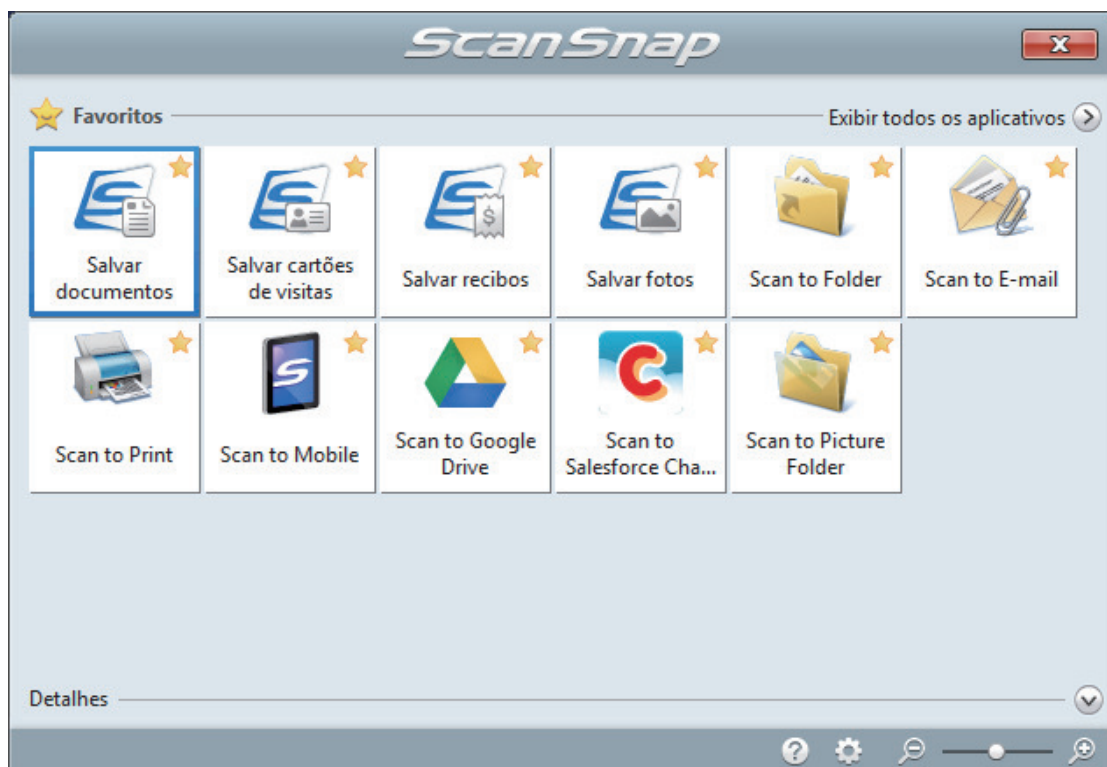 ScanSnap
Favoritos
Exibir todos os aplicativos
Salvar
documentos
Salvar cartões
de visitas
Salvar recibos
Salvar fotos
Scan to Folder
Scan to E-mail
Scan to Print
Scan to Mobile
Scan to Google
Drive
Scan to
Salesforce Cha...
Scan to Picture
Folder
Detalhes